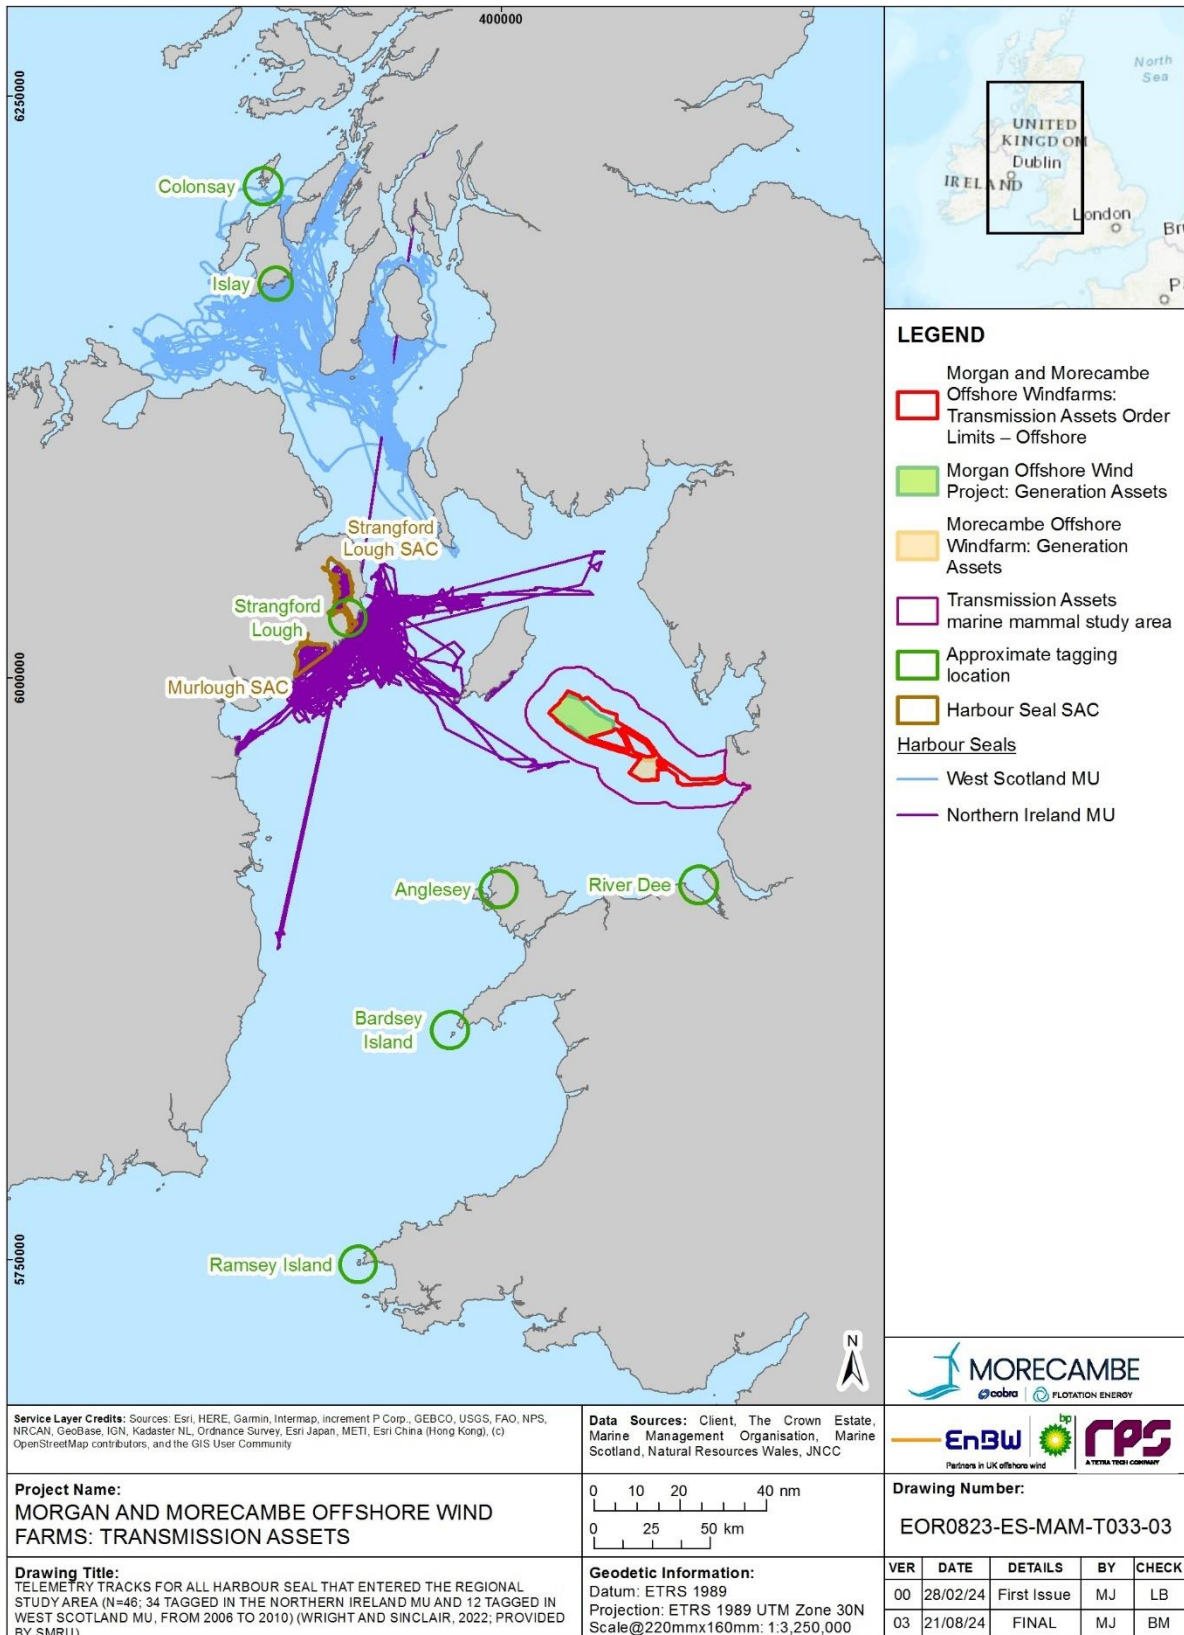 400000
6250000
6000000
5750000
Colonsay
Islay
Strangford
Lough SAC
Strangford
Lough
Murlough SAC
Anglesey
River Dee
Bardsey
Island
Ramsey Island
N
North
Sea
UNITED
KINGDOM
Dublin
IRELAND
London
LEGEND
Morgan and Morecambe
Offshore Windfarms:
Transmission Assets Order
Limits – Offshore
Morgan Offshore Wind
Project: Generation Assets
Morecambe Offshore
Windfarm: Generation
Assets
Transmission Assets
marine mammal study area
Approximate tagging
location
Harbour Seal SAC
Harbour Seals
West Scotland MU
Northern Ireland MU
MORECAMBE
cobra FLOTATION ENERGY
EnBW bp rps
Partners in UK offshore wind
A TETRA TECH COMPANY
Service Layer Credits: Sources: Esri, HERE, Garmin, Intermap, increment P Corp., GEBCO, USGS, FAO, NPS,
NRCAN, GeoBase, IGN, Kadaster NL, Ordnance Survey, Esri Japan, METI, Esri China (Hong Kong), (c)
OpenStreetMap contributors, and the GIS User Community
Data Sources: Client, The Crown Estate,
Marine Management Organisation, Marine
Scotland, Natural Resources Wales, JNCC
Project Name:
MORGAN AND MORECAMBE OFFSHORE WIND
FARMS: TRANSMISSION ASSETS
0 10 20 40 nm
0 25 50 km
Drawing Number:
EOR0823-ES-MAM-T033-03
Drawing Title:
TELEMETRY TRACKS FOR ALL HARBOUR SEAL THAT ENTERED THE REGIONAL
STUDY AREA (N=46; 34 TAGGED IN THE NORTHERN IRELAND MU AND 12 TAGGED IN
WEST SCOTLAND MU, FROM 2006 TO 2010) (WRIGHT AND SINCLAIR, 2022; PROVIDED
BY SMRU)
Geodetic Information:
Datum: ETRS 1989
Projection: ETRS 1989 UTM Zone 30N
Scale@220mmx160mm: 1:3,250,000
VER DATE DETAILS BY CHECK
00 28/02/24 First Issue MJ LB
03 21/08/24 FINAL MJ BM